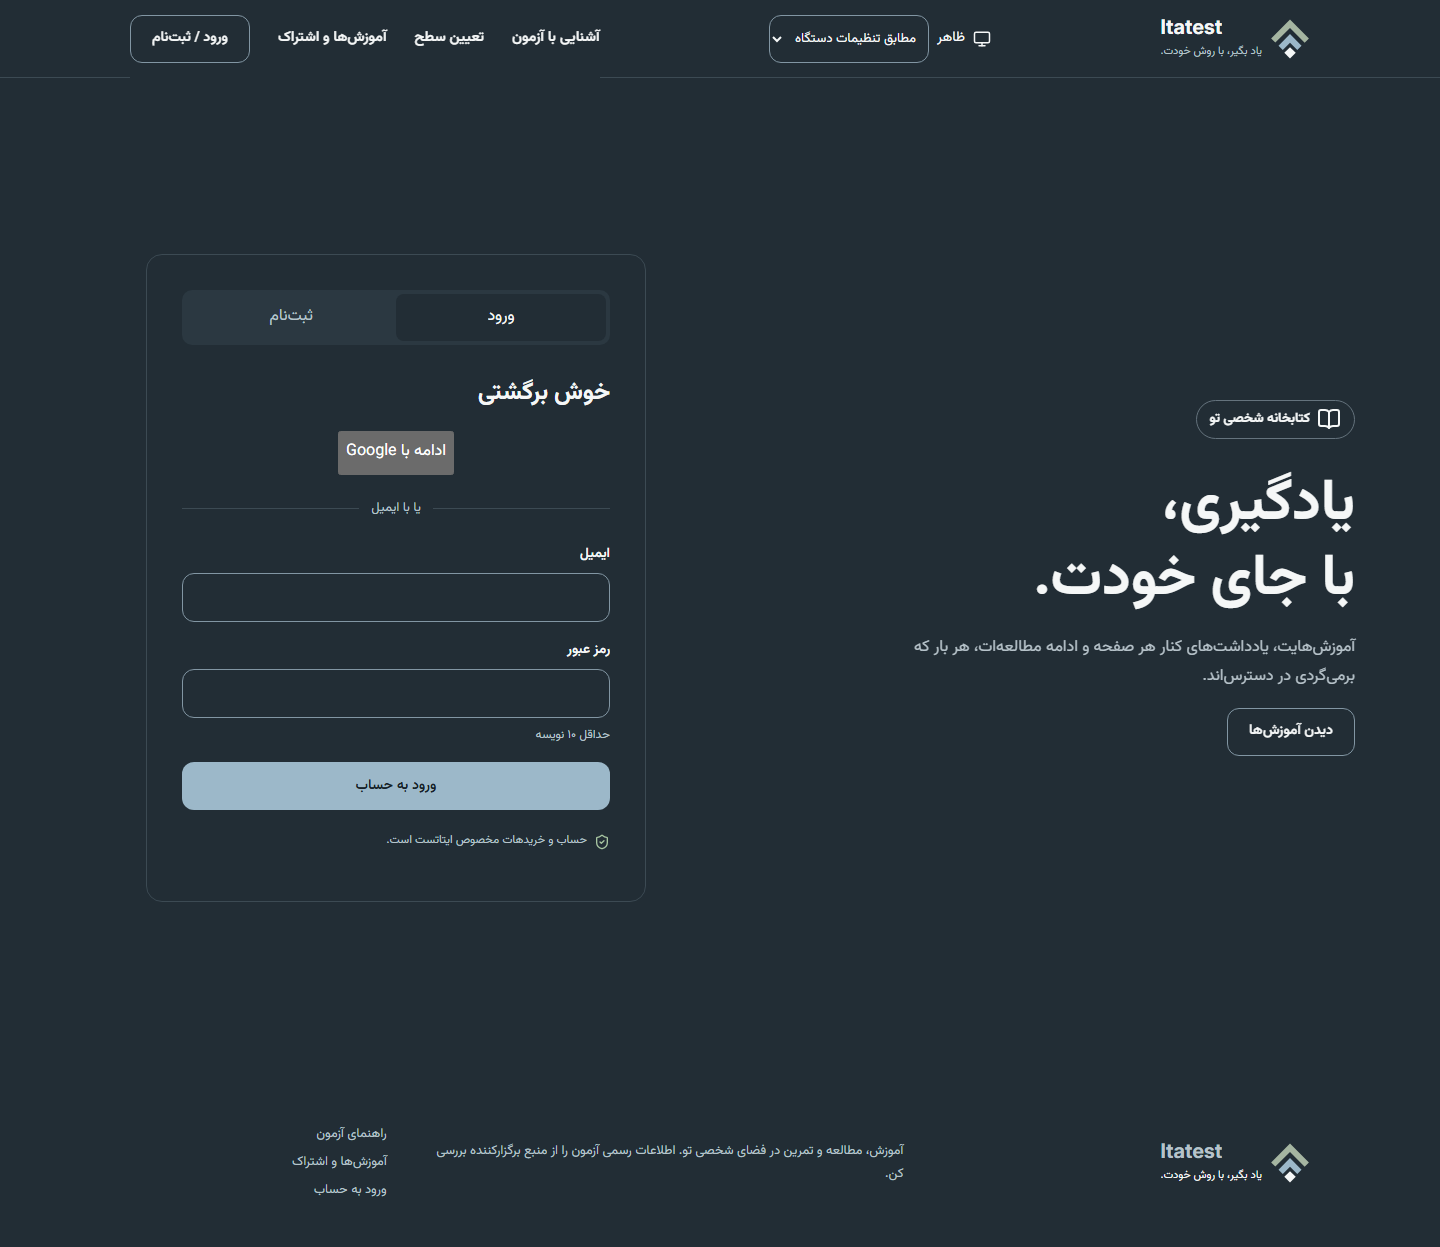 Itatest
یاد بگیر، با روش خودت.
ظاهر
مطابق تنظیمات دستگاه
آشنایی با آزمون
تعیین سطح
آموزش‌ها و اشتراک
ورود / ثبت‌نام
کتابخانه شخصی تو
یادگیری،
با جای خودت.
آموزش‌هایت، یادداشت‌های کنار هر صفحه و ادامه مطالعه‌ات، هر بار که
برمی‌گردی در دسترس‌اند.
دیدن آموزش‌ها
ورود
ثبت‌نام
خوش برگشتی
ادامه با Google
یا با ایمیل
ایمیل
رمز عبور
حداقل ۱۰ نویسه
ورود به حساب
حساب و خریدهات مخصوص ایتاتست است.
Itatest
یاد بگیر، با روش خودت.
آموزش، مطالعه و تمرین در فضای شخصی تو. اطلاعات رسمی آزمون را از منبع برگزارکننده بررسی
کن.
راهنمای آزمون
آموزش‌ها و اشتراک
ورود به حساب